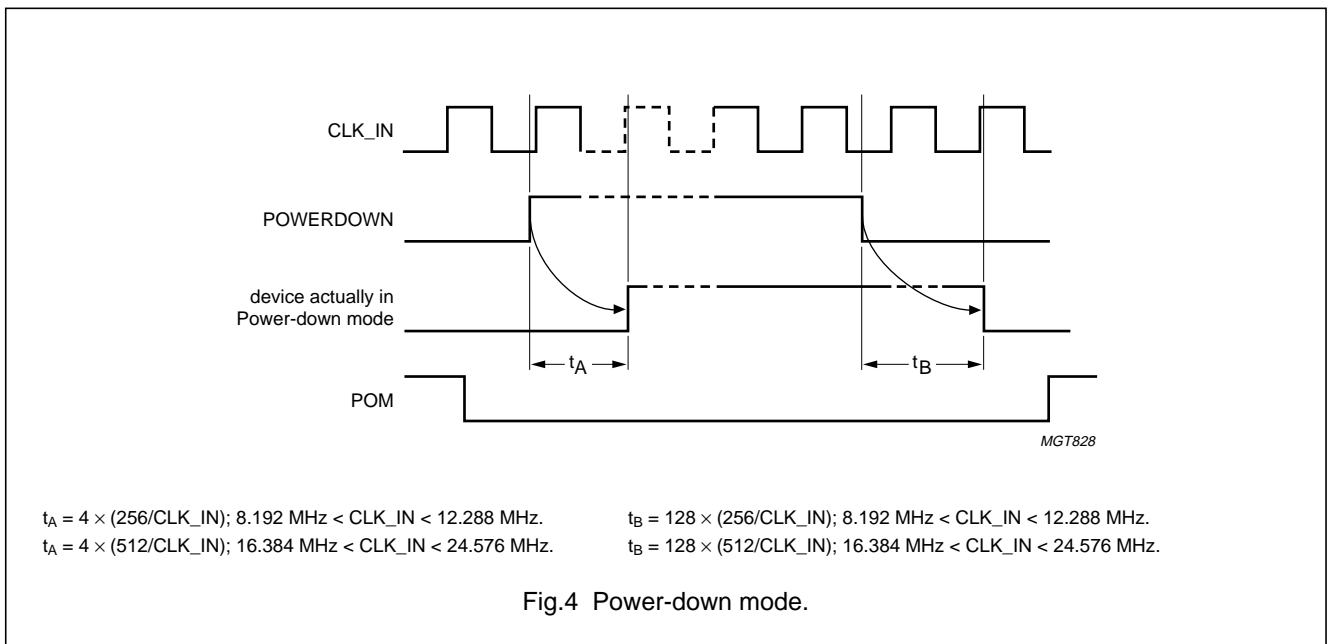 CLK_IN
POWERDOWN
device actually in
Power-down mode
tA
tB
POM
MGT828
tA = 4 × (256/CLK_IN); 8.192 MHz < CLK_IN < 12.288 MHz.
tA = 4 × (512/CLK_IN); 16.384 MHz < CLK_IN < 24.576 MHz.
tB = 128 × (256/CLK_IN); 8.192 MHz < CLK_IN < 12.288 MHz.
tB = 128 × (512/CLK_IN); 16.384 MHz < CLK_IN < 24.576 MHz.
Fig.4 Power-down mode.